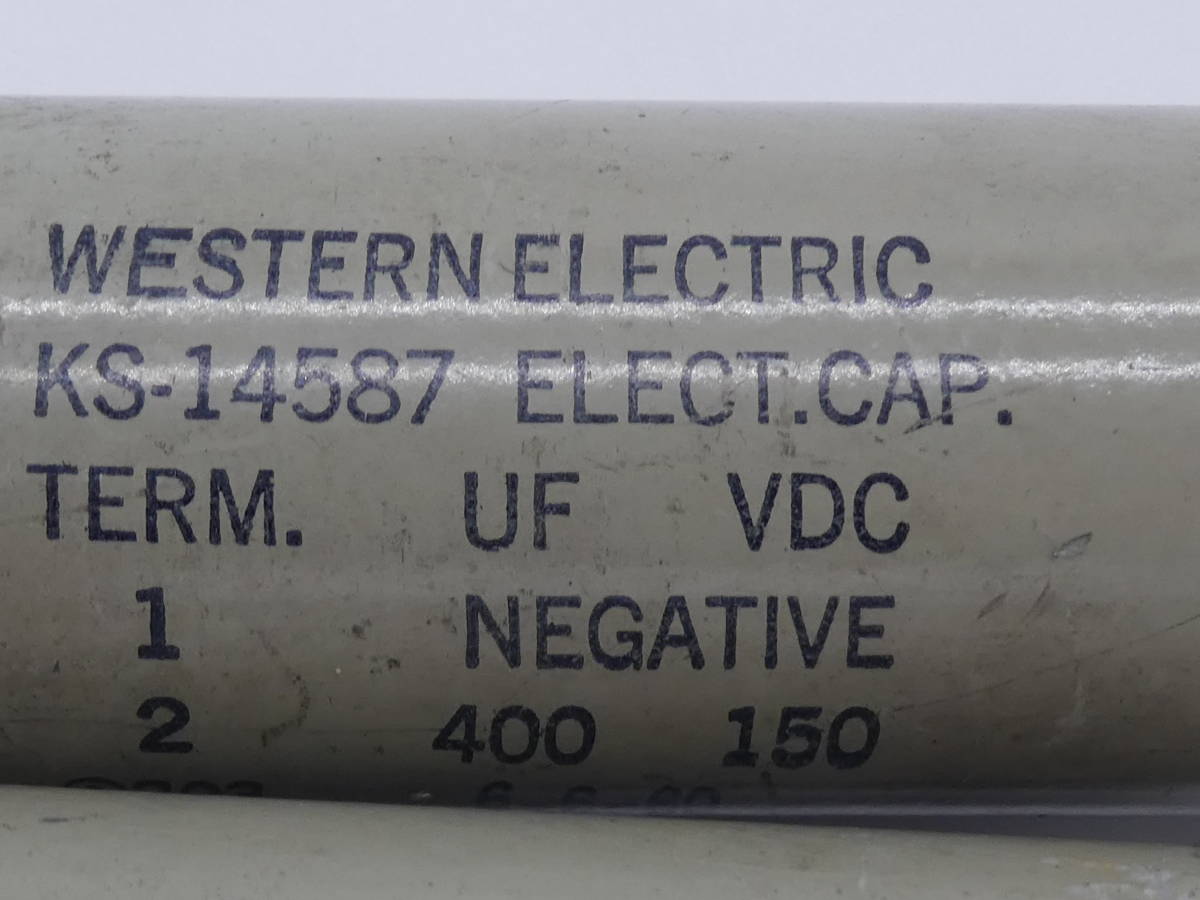 WESTERN ELECTRIC
KS-14587 ELECT.CAP.
TERM. UF VDC
1 NEGATIVE
2 400 150